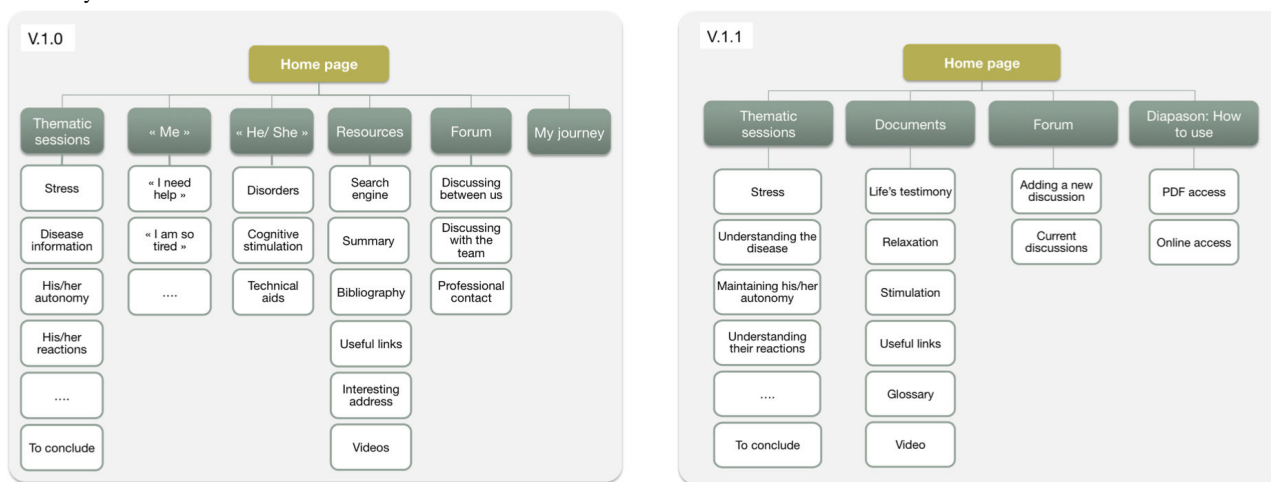 V.1.0
Home page
Thematic
sessions
« Me »
« He/ She »
Resources
Forum
My journey
Stress
Disease
information
His/her
autonomy
His/her
reactions
....
To conclude
« I need
help »
« I am so
tired »
....
Disorders
Cognitive
stimulation
Technical
aids
Search
engine
Summary
Bibliography
Useful links
Interesting
address
Videos
Discussing
between us
Discussing
with the
team
Professional
contact
V.1.1
Home page
Thematic
sessions
Documents
Forum
Diapason: How
to use
Stress
Understanding the
disease
Maintaining his/her
autonomy
Understanding
their reactions
....
To conclude
Life's testimony
Relaxation
Stimulation
Useful links
Glossary
Video
Adding a new
discussion
Current
discussions
PDF access
Online access